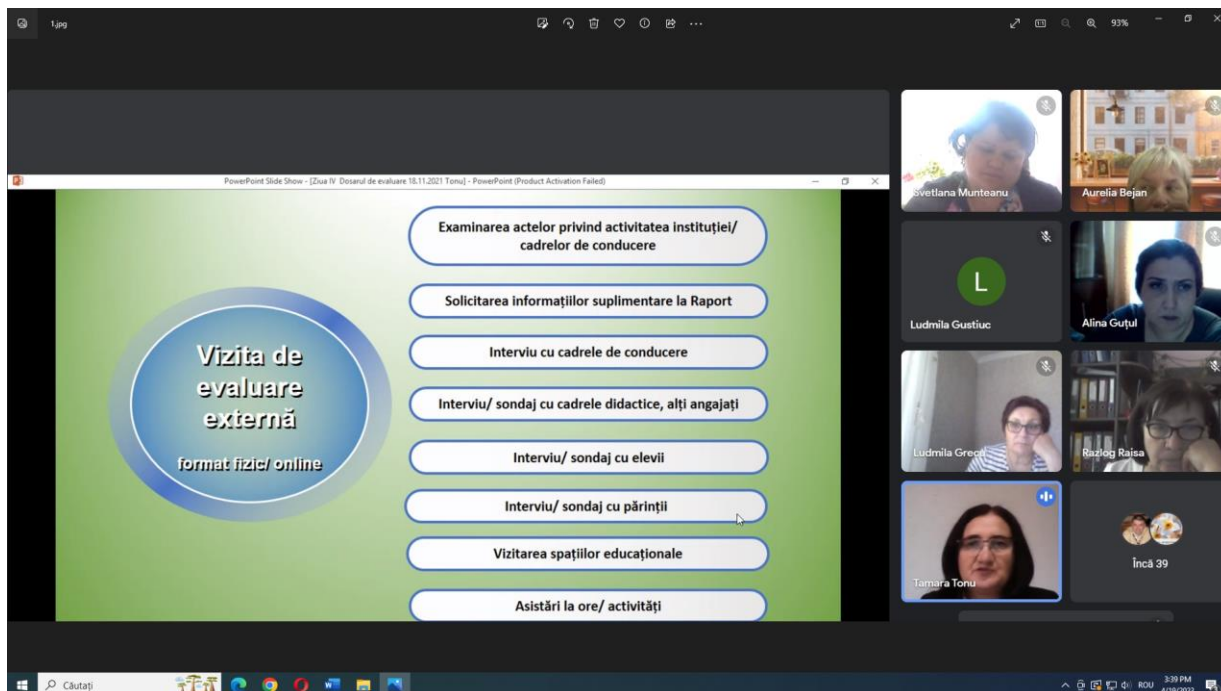 1.jpg
93%
PowerPoint Slide Show - [Ziua IV Dosarul de evaluare 18.11.2021 Tonu] - PowerPoint (Product Activation Failed)
Vizita de
evaluare
externă
format fizic/ online
Examinarea actelor privind activitatea instituției/
cadrelor de conducere
Solicitarea informațiilor suplimentare la Raport
Interviu cu cadrele de conducere
Interviu/ sondaj cu cadrele didactice, alți angajați
Interviu/ sondaj cu elevii
Interviu/ sondaj cu părinții
Vizitarea spațiilor educaționale
Asistări la ore/ activități
Svetlana Munteanu
Aurelia Bejan
L
Ludmila Gustiuc
Alina Guțul
Ludmila
Razlog Raisa
Tamara Tonu
Încă 39
Căutați
ROU
3:39 PM
4/19/2023